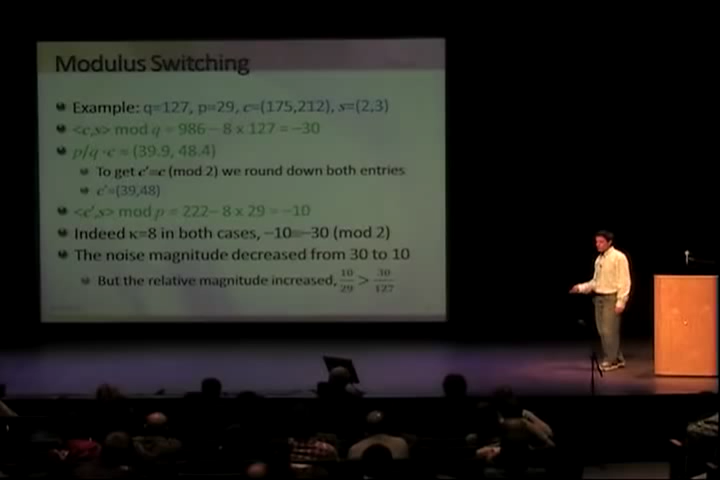 Modulus Switching
Example: q=127, p=29, c=(175,212), s=(2,3)
<c,s> mod q = 986 − 8 x 127 = −30
p/q ·c ≈ (39.9, 48.4)
To get c'=c (mod 2) we round down both entries
c'=(39,48)
<c',s> mod p = 222− 8 x 29 = −10
Indeed κ=8 in both cases, −10=−30 (mod 2)
The noise magnitude decreased from 30 to 10
But the relative magnitude increased, 10/29 > 30/127